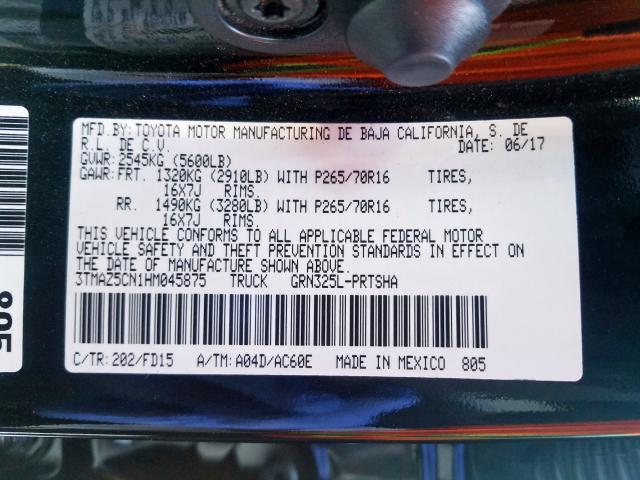 MFD.BY:TOYOTA MOTOR MANUFACTURING DE BAJA CALIFORNIA, S. DE
R.L. DE C.V. DATE: 06/17
GVWR:2545KG (5600LB)
GAWR:FRT. 1320KG (2910LB) WITH P265/70R16 TIRES,
16X7J RIMS.
RR. 1490KG (3280LB) WITH P265/70R16 TIRES,
16X7J RIMS.
THIS VEHICLE CONFORMS TO ALL APPLICABLE FEDERAL MOTOR
VEHICLE SAFETY AND THEFT PREVENTION STANDARDS IN EFFECT ON
THE DATE OF MANUFACTURE SHOWN ABOVE.
3TMAZ5CN1HM045875 TRUCK GRN325L-PRTSHA
C/TR:202/FD15 A/TM:A04D/AC60E MADE IN MEXICO 805
805